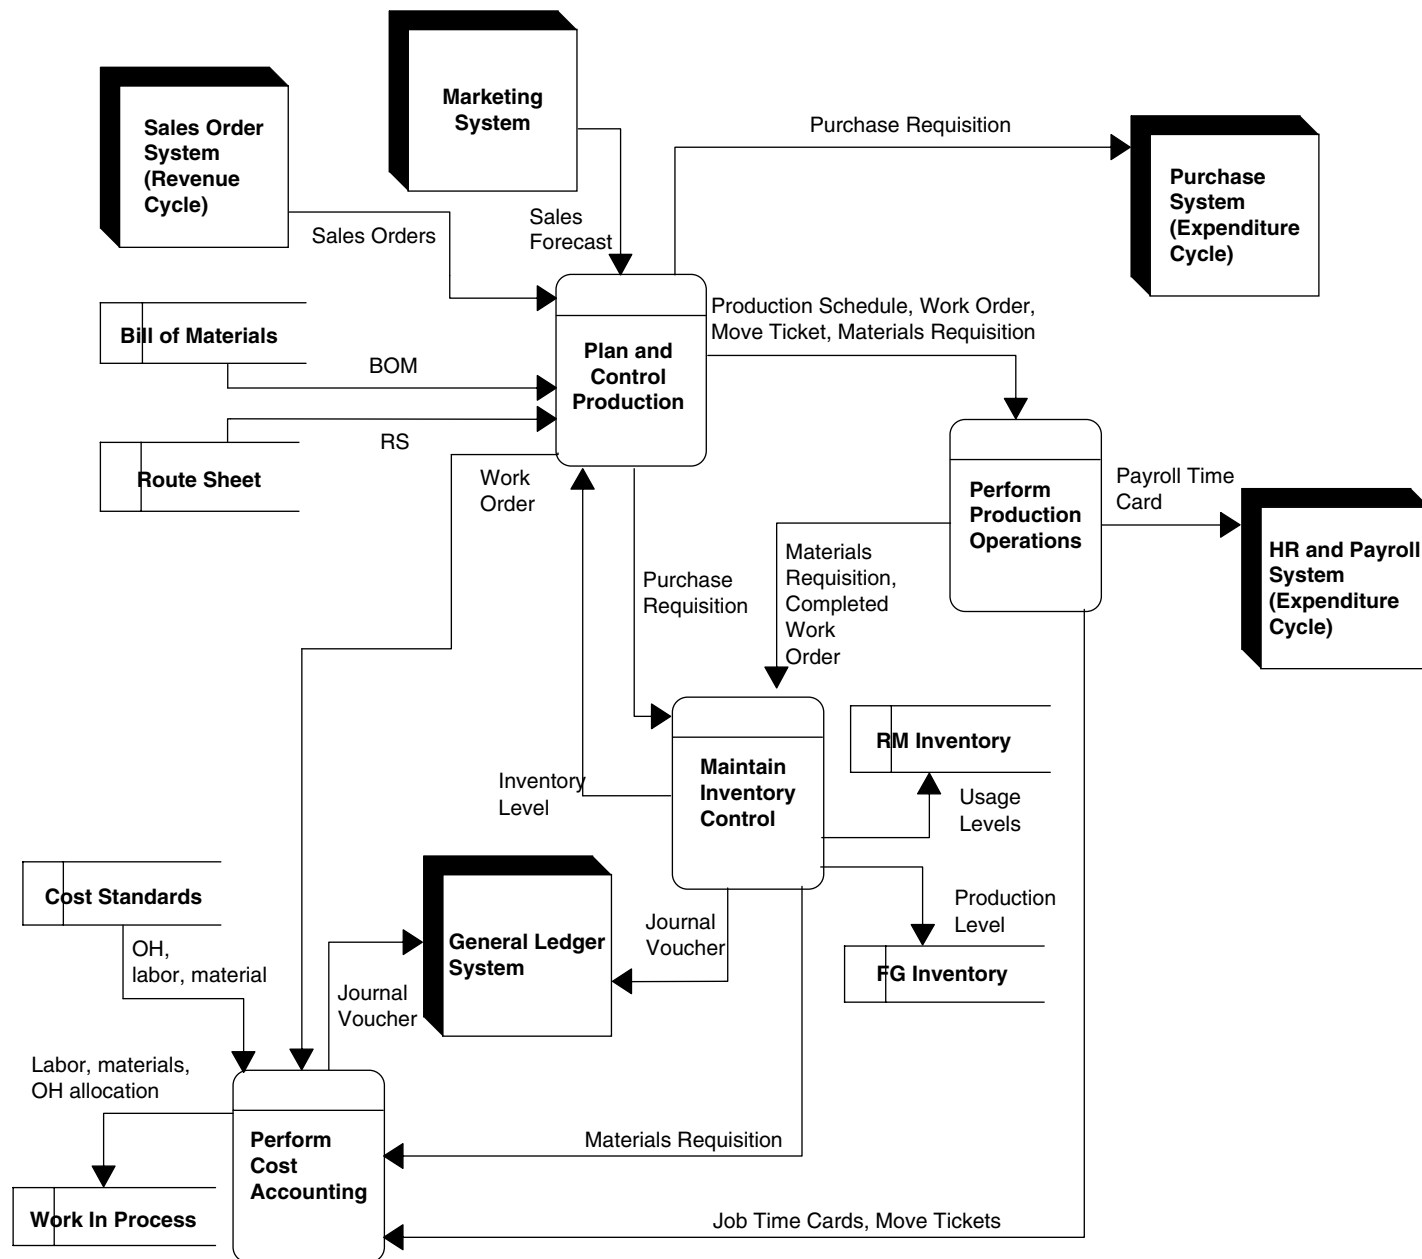 Marketing
System
Sales Order
System
(Revenue
Cycle)
Purchase Requisition
Purchase
System
(Expenditure
Cycle)
Sales Orders
Sales
Forecast
Bill of Materials
BOM
Production Schedule, Work Order,
Move Ticket, Materials Requisition
Plan and
Control
Production
RS
Route Sheet
Work
Order
Perform
Production
Operations
Payroll Time
Card
HR and Payroll
System
(Expenditure
Cycle)
Materials
Requisition,
Completed
Work
Order
Purchase
Requisition
RM Inventory
Maintain
Inventory
Control
Inventory
Level
Usage
Levels
Cost Standards
Production
Level
Journal
Voucher
General Ledger
System
OH,
labor, material
FG Inventory
Journal
Voucher
Labor, materials,
OH allocation
Perform
Cost
Accounting
Materials Requisition
Work In Process
Job Time Cards, Move Tickets